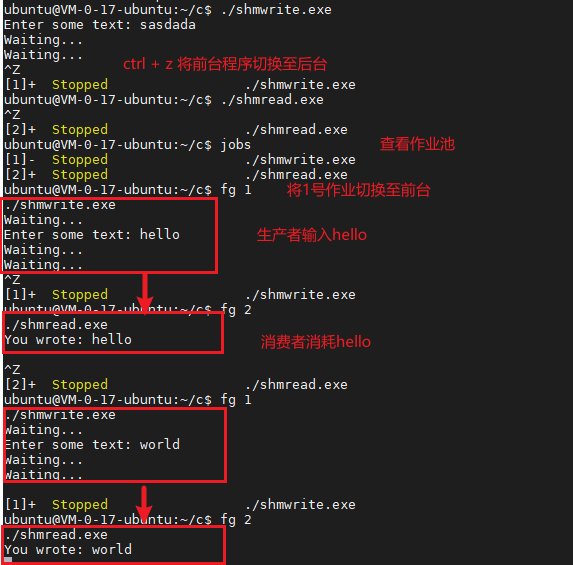 ubuntu@VM-0-17-ubuntu:~/c$ ./shmwrite.exe
Enter some text: sasdada
Waiting...
Waiting...
^Z
ctrl + z 将前台程序切换至后台
[1]+ Stopped ./shmwrite.exe
ubuntu@VM-0-17-ubuntu:~/c$ ./shmread.exe
^Z
[2]+ Stopped ./shmread.exe
ubuntu@VM-0-17-ubuntu:~/c$ jobs 查看作业池
[1]- Stopped ./shmwrite.exe
[2]+ Stopped ./shmread.exe
ubuntu@VM-0-17-ubuntu:~/c$ fg 1 将1号作业切换至前台
./shmwrite.exe
Waiting...
Enter some text: hello 生产者输入hello
Waiting...
Waiting...
^Z
[1]+ Stopped ./shmwrite.exe
ubuntu@VM-0-17-ubuntu:~/c$ fg 2
./shmread.exe
You wrote: hello 消费者消耗hello
^Z
[2]+ Stopped ./shmread.exe
ubuntu@VM-0-17-ubuntu:~/c$ fg 1
./shmwrite.exe
Waiting...
Enter some text: world
Waiting...
Waiting...
[1]+ Stopped ./shmwrite.exe
ubuntu@VM-0-17-ubuntu:~/c$ fg 2
./shmread.exe
You wrote: world